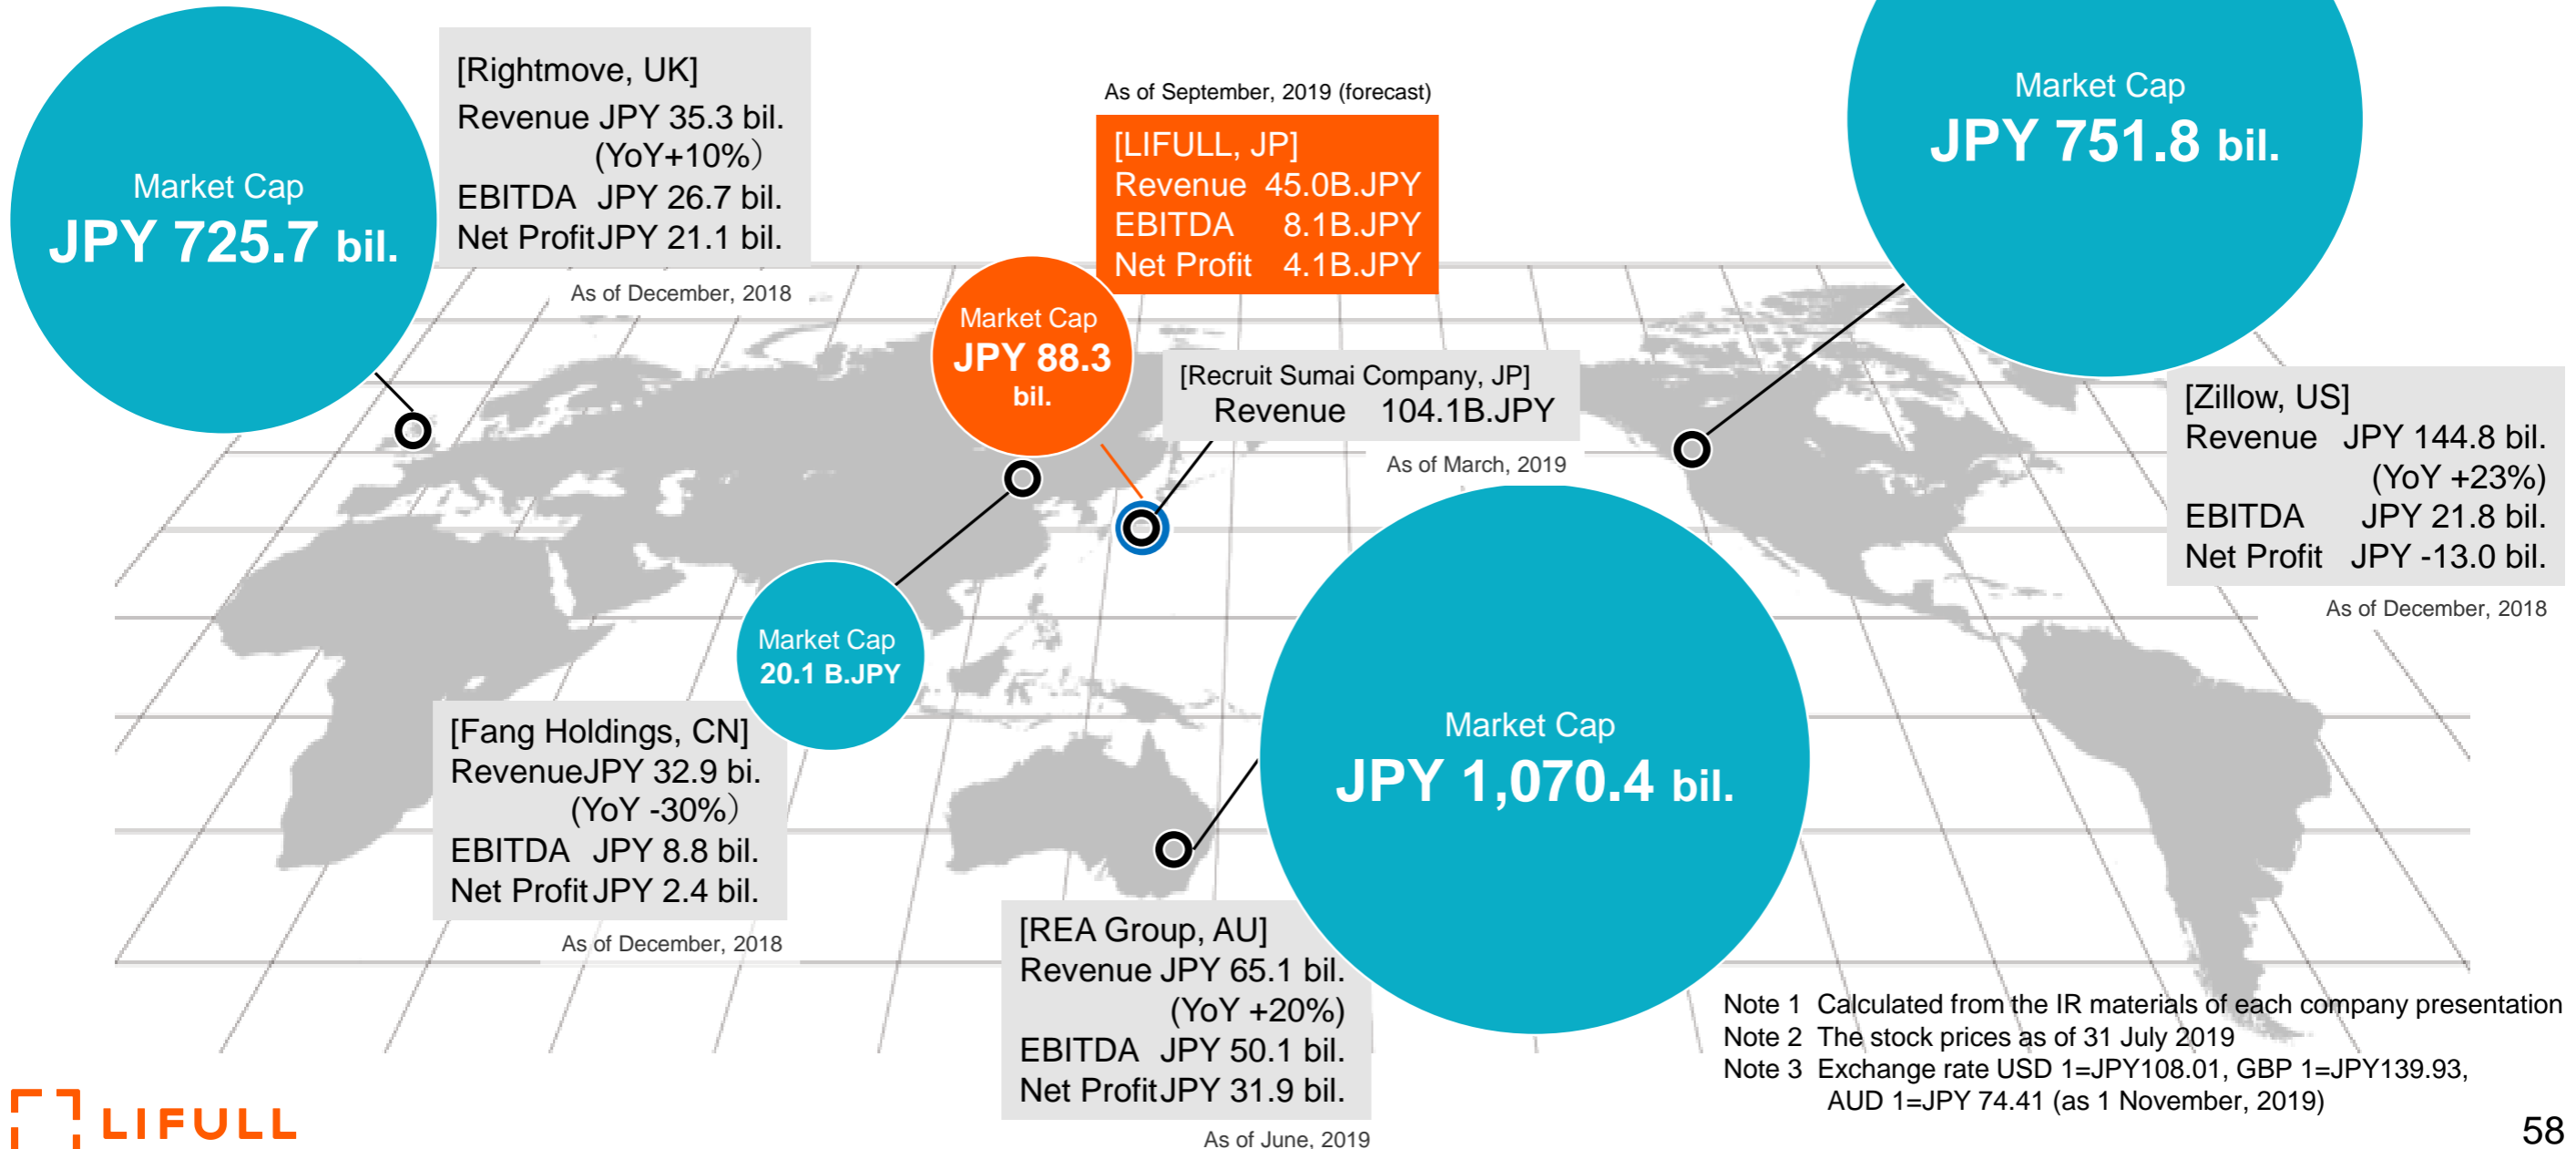 Market Cap
JPY 725.7 bil.
[Rightmove, UK]
Revenue JPY 35.3 bil.
(YoY+10%）
EBITDA JPY 26.7 bil.
Net ProfitJPY 21.1 bil.
As of December, 2018
As of September, 2019 (forecast)
[LIFULL, JP]
Revenue 45.0B.JPY
EBITDA 8.1B.JPY
Net Profit 4.1B.JPY
Market Cap
JPY 88.3
bil.
[Recruit Sumai Company, JP]
Revenue 104.1B.JPY
As of March, 2019
Market Cap
JPY 751.8 bil.
[Zillow, US]
Revenue JPY 144.8 bil.
(YoY +23%)
EBITDA JPY 21.8 bil.
Net Profit JPY -13.0 bil.
As of December, 2018
Market Cap
20.1 B.JPY
[Fang Holdings, CN]
RevenueJPY 32.9 bi.
(YoY -30%）
EBITDA JPY 8.8 bil.
Net Profit JPY 2.4 bil.
As of December, 2018
Market Cap
JPY 1,070.4 bil.
[REA Group, AU]
Revenue JPY 65.1 bil.
(YoY +20%)
EBITDA JPY 50.1 bil.
Net ProfitJPY 31.9 bil.
As of June, 2019
Note 1 Calculated from the IR materials of each company presentation
Note 2 The stock prices as of 31 July 2019
Note 3 Exchange rate USD 1=JPY108.01, GBP 1=JPY139.93,
AUD 1=JPY 74.41 (as 1 November, 2019)
LIFULL
58